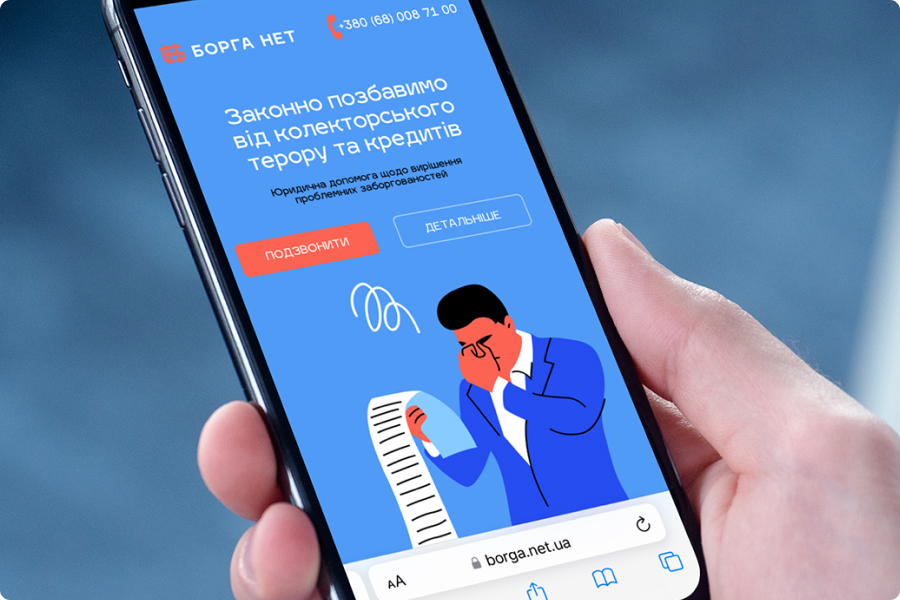 БОРГА НЕТ
+380 (68) 008 71 00
Законно позбавимо
від колекторського
терору та кредитів
Юридична допомога щодо вирішення
проблемних заборгованостей
ПОДЗВОНИТИ
ДЕТАЛЬНІШЕ
AA
borga.net.ua